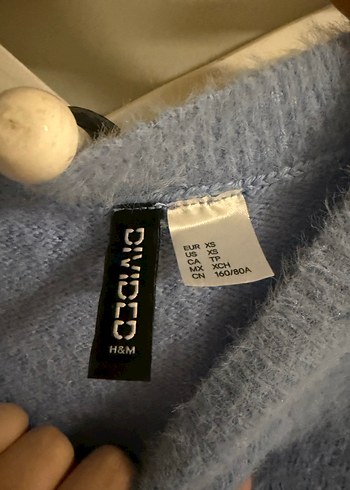 DIVIDED
H&M
EUR XS
US XS
CA TP
MX XCH
CN 160/80A